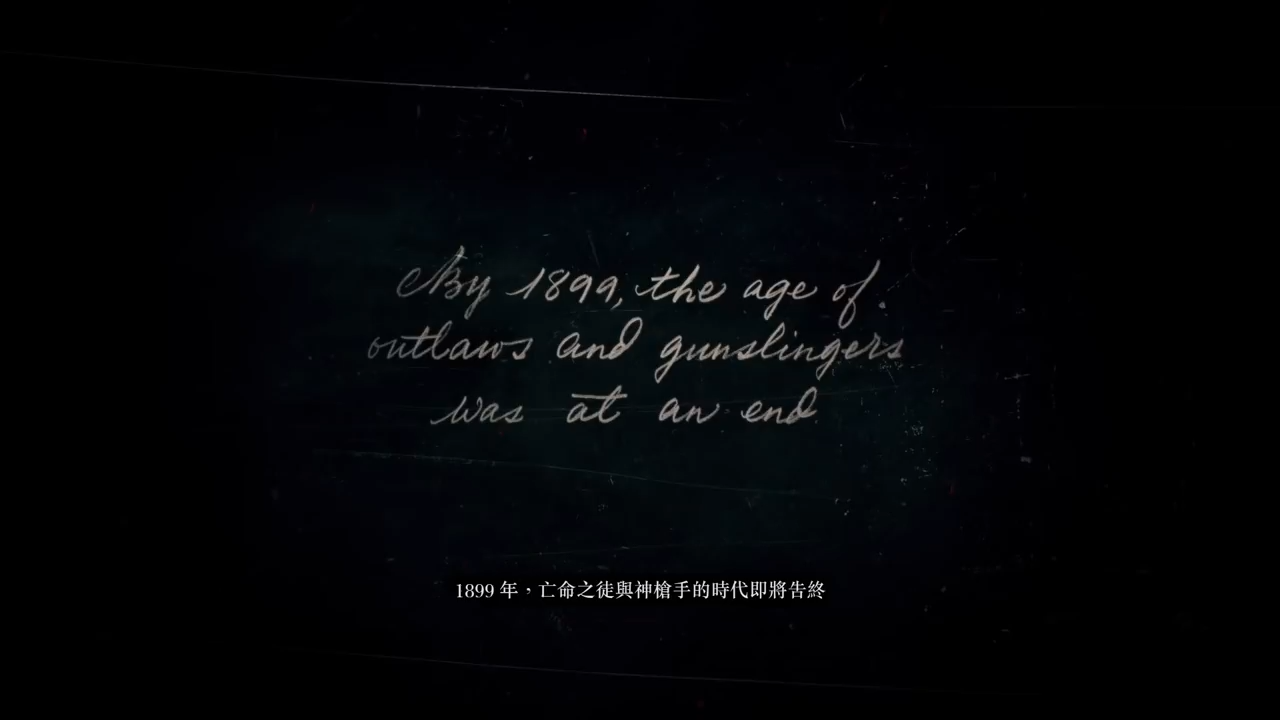 By 1899, the age of
outlaws and gunslingers
was at an end
1899 年，亡命之徒與神槍手的時代即將告終